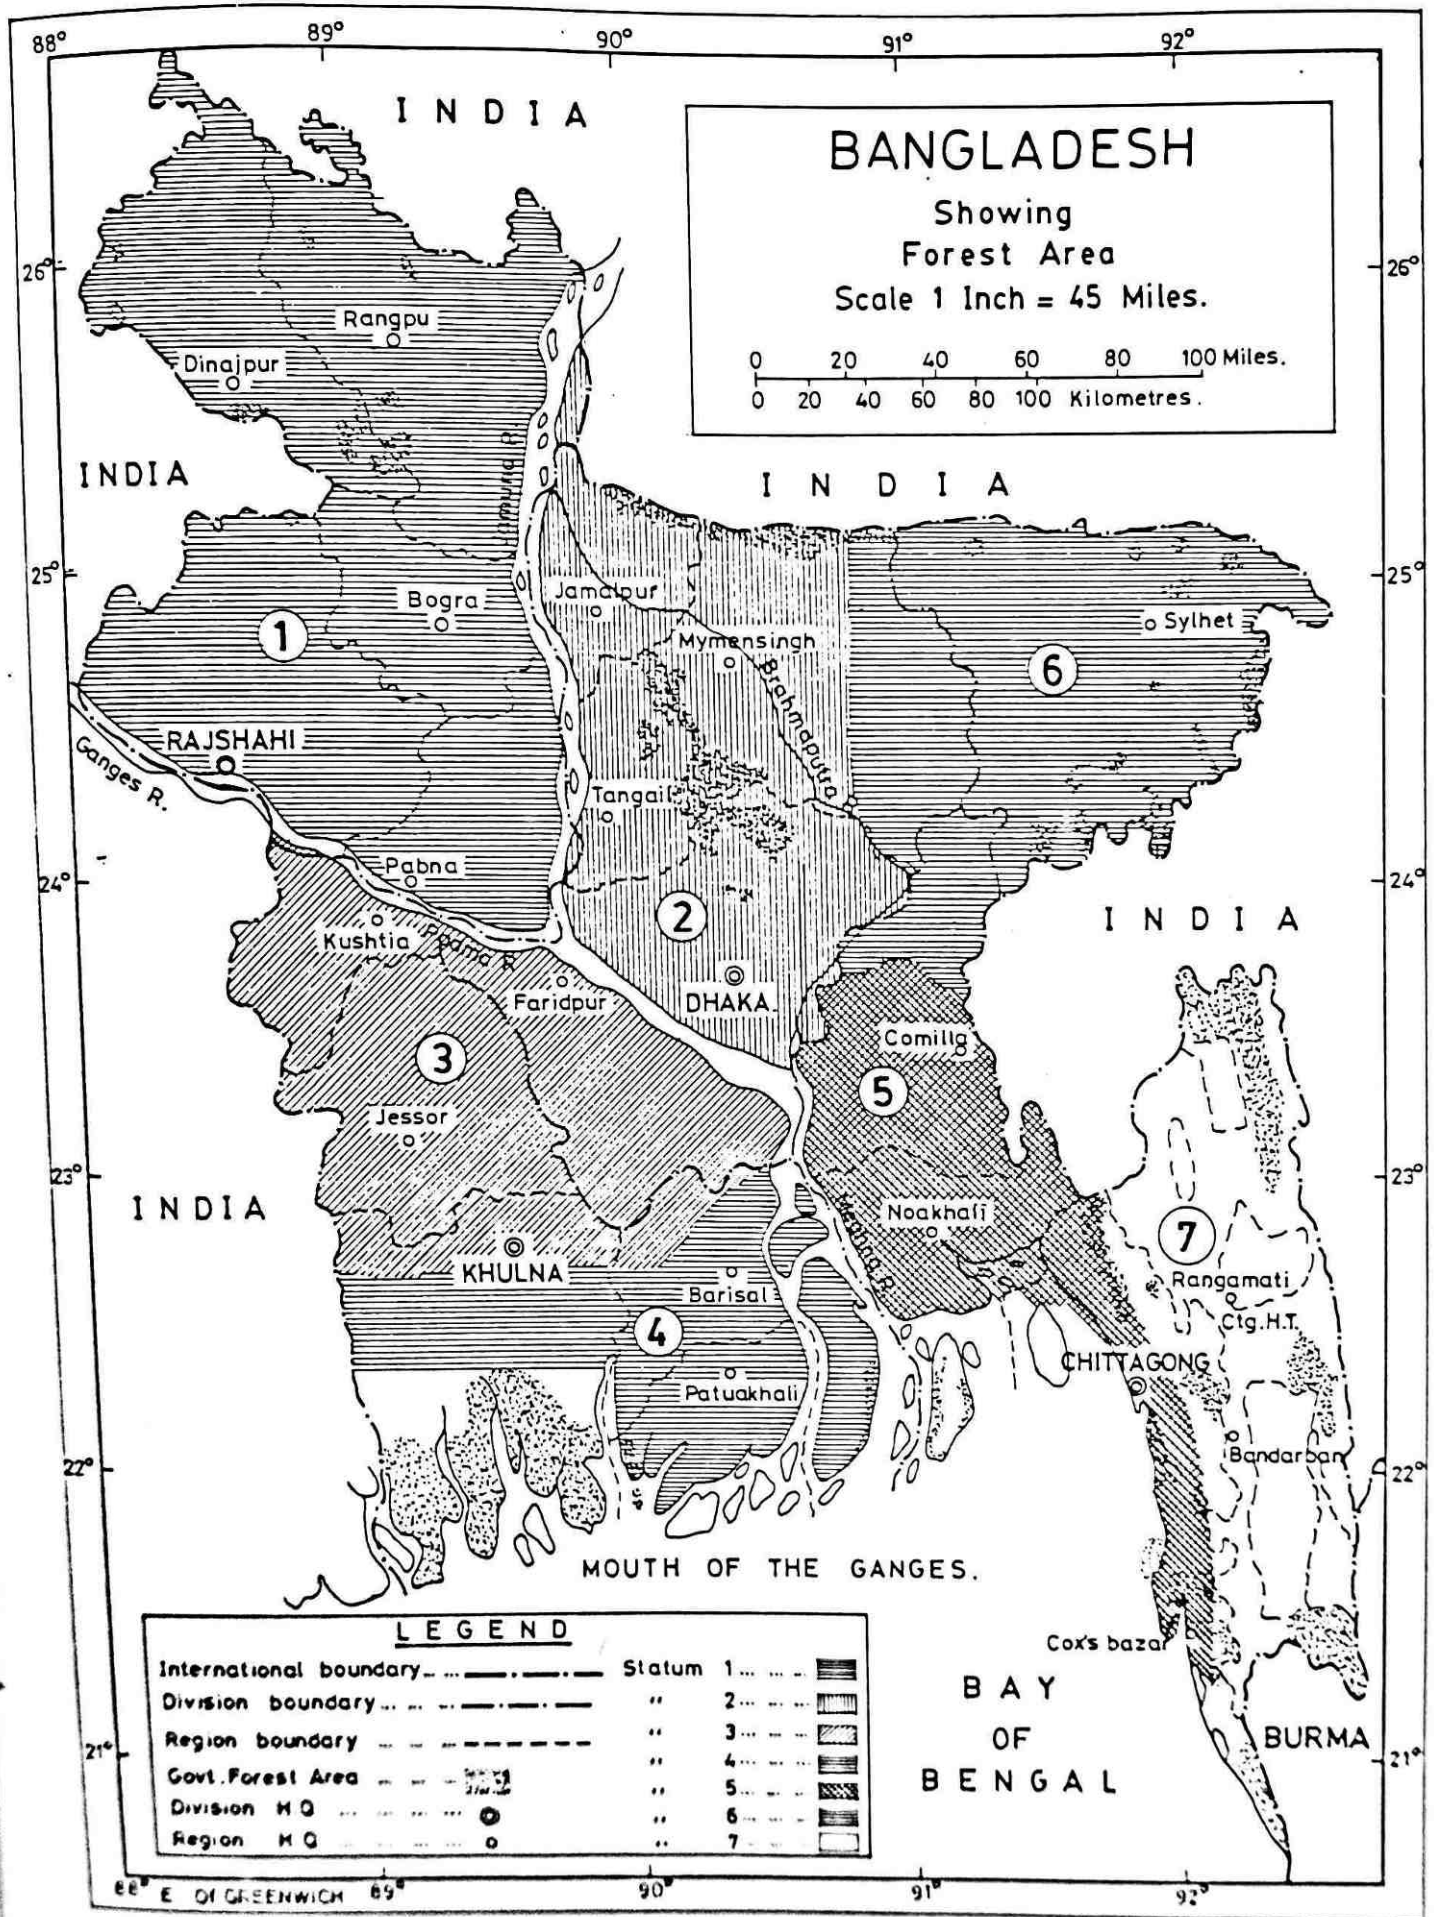 88° 89° 90° 91° 92°
INDIA
BANGLADESH
Showing
Forest Area
Scale 1 Inch = 45 Miles.
0 20 40 60 80 100 Miles.
0 20 40 60 80 100 Kilometres.
26° 26°
Rangpu
Dinajpur
INDIA
INDIA
Jamuna R.
25° 25°
Jamalpur
Bogra
1
Sylhet
Mymensingh
6
Brahmaputra
RAJSHAHI
Ganges R.
Tangail
Pabna
24° 24°
2
INDIA
Kushtia
Padma R
DHAKA
Faridpur
Comilla
3
5
Jessor
23° 23°
INDIA
Noakhali
Meghna R
7
KHULNA
Rangamati
Barisal
Ctg.H.T.
4
CHITTAGONG
Patuakhali
Bandarban
22° 22°
MOUTH OF THE GANGES.
Cox's bazar
BAY
OF
BENGAL
BURMA
21° 21°
LEGEND
International boundary Statum 1
Division boundary " 2
Region boundary " 3
" 4
Govt. Forest Area " 5
Division H Q " 6
Region H Q " 7
88° E Of GREENWICH 89° 90° 91° 92°